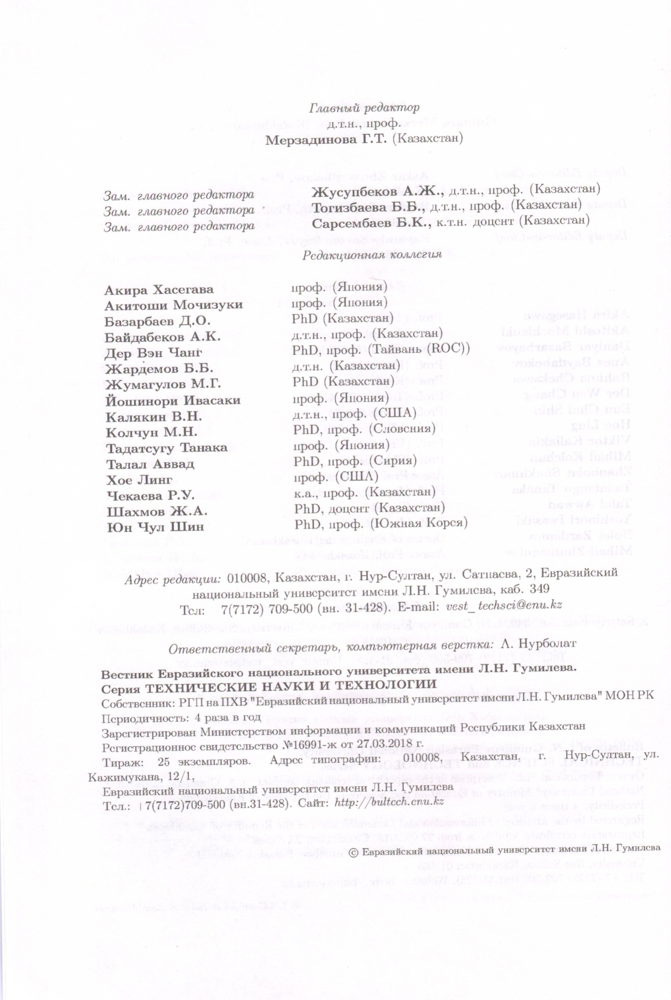 Главный редактор
д.т.н., проф.
Мерзадинова Г.Т. (Казахстан)
Зам. главного редактора Жусупбеков А.Ж., д.т.н., проф. (Казахстан)
Зам. главного редактора Тогизбаева Б.Б., д.т.н., проф. (Казахстан)
Зам. главного редактора Сарсембаев Б.К., к.т.н. доцент (Казахстан)
Редакционная коллегия
Акира Хасегава проф. (Япония)
Акитоши Мочизуки проф. (Япония)
Базарбаев Д.О. PhD (Казахстан)
Байдабеков А.К. д.т.н., проф. (Казахстан)
Дер Вэн Чанг PhD, проф. (Тайвань (ROC))
Жардемов Б.Б. д.т.н. (Казахстан)
Жумагулов М.Г. PhD (Казахстан)
Йошинори Ивасаки проф. (Япония)
Калякин В.Н. д.т.н., проф. (США)
Колчун М.Н. PhD, проф. (Словения)
Тадатсугу Танака проф. (Япония)
Талал Аввад PhD, проф. (Сирия)
Хое Линг проф. (США)
Чекаева Р.У. к.а., проф. (Казахстан)
Шахмов Ж.А. PhD, доцент (Казахстан)
Юн Чул Шин PhD, проф. (Южная Корея)
Адрес редакции: 010008, Казахстан, г. Нур-Султан, ул. Сатпаева, 2, Евразийский
национальный университет имени Л.Н. Гумилева, каб. 349
Тел: 7(7172) 709-500 (вн. 31-428). E-mail: vest_techsci@enu.kz
Ответственный секретарь, компьютерная верстка: А. Нурболат
Вестник Евразийского национального университета имени Л.Н. Гумилева.
Серия ТЕХНИЧЕСКИЕ НАУКИ И ТЕХНОЛОГИИ
Собственник: РГП на ПХВ "Евразийский национальный университет имени Л.Н. Гумилева" МОН РК
Периодичность: 4 раза в год
Зарегистрирован Министерством информации и коммуникаций Республики Казахстан
Регистрационное свидетельство №16991-ж от 27.03.2018 г.
Тираж: 25 экземпляров. Адрес типографии: 010008, Казахстан, г. Нур-Султан, ул.
Кажимукана, 12/1,
Евразийский национальный университет имени Л.Н. Гумилева
Тел.: 7(7172)709-500 (вн.31-428). Сайт: http://bultech.enu.kz
© Евразийский национальный университет имени Л.Н. Гумилева